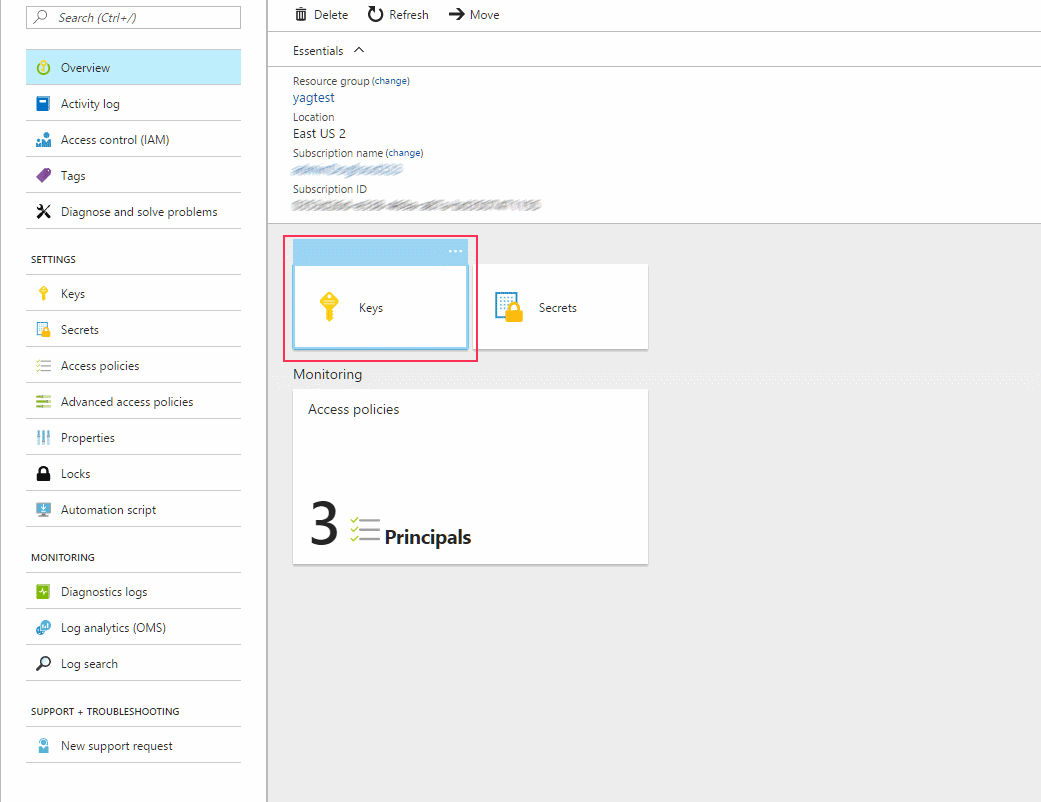 Search (Ctrl+/)
Overview
Activity log
Access control (IAM)
Tags
Diagnose and solve problems
SETTINGS
Keys
Secrets
Access policies
Advanced access policies
Properties
Locks
Automation script
MONITORING
Diagnostics logs
Log analytics (OMS)
Log search
SUPPORT + TROUBLESHOOTING
New support request
Delete Refresh Move
Essentials
Resource group (change)
yagtest
Location
East US 2
Subscription name (change)
Subscription ID
Keys
Secrets
Monitoring
Access policies
3 Principals